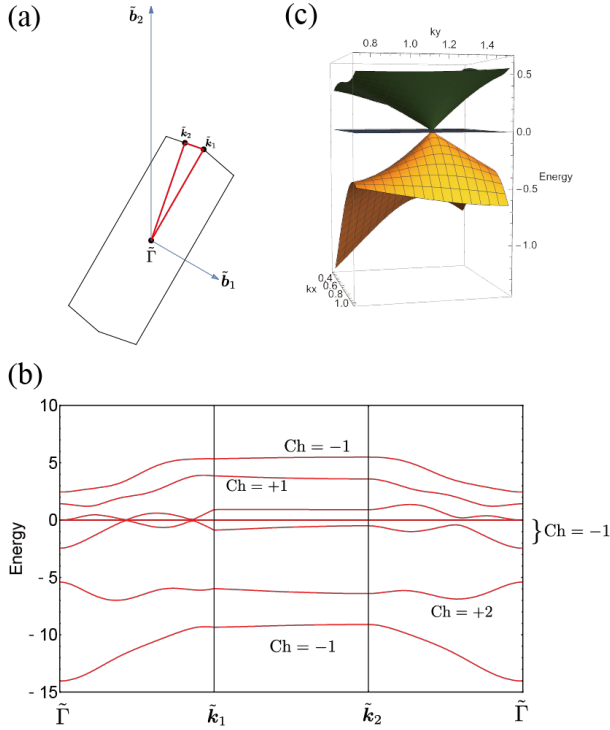 (a)
b̃₂
k̃₂
k̃₁
Γ̃
b̃₁
(c)
ky
0.8 1.0 1.2 1.4
0.5
0.0
−0.5
−1.0
Energy
0.4
0.6
0.8
1.0
kx
(b)
10
5
0
- 5
- 10
- 15
Energy
Ch = −1
Ch = +1
} Ch = −1
Ch = +2
Ch = −1
Γ̃ k̃₁ k̃₂ Γ̃